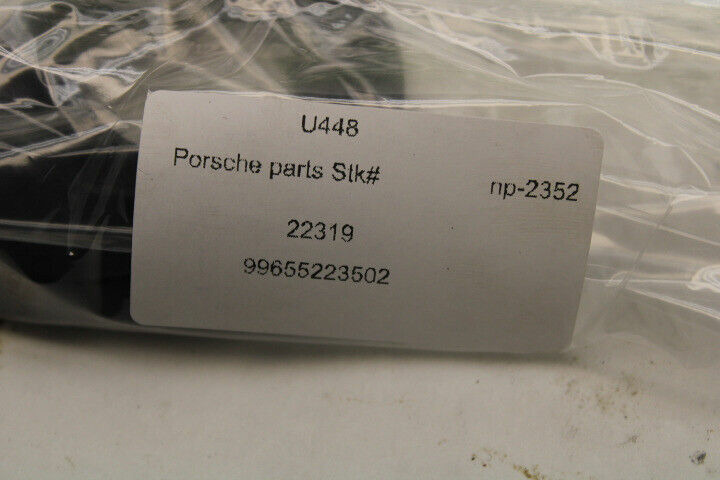 U448
Porsche parts Stk# np-2352
22319
99655223502